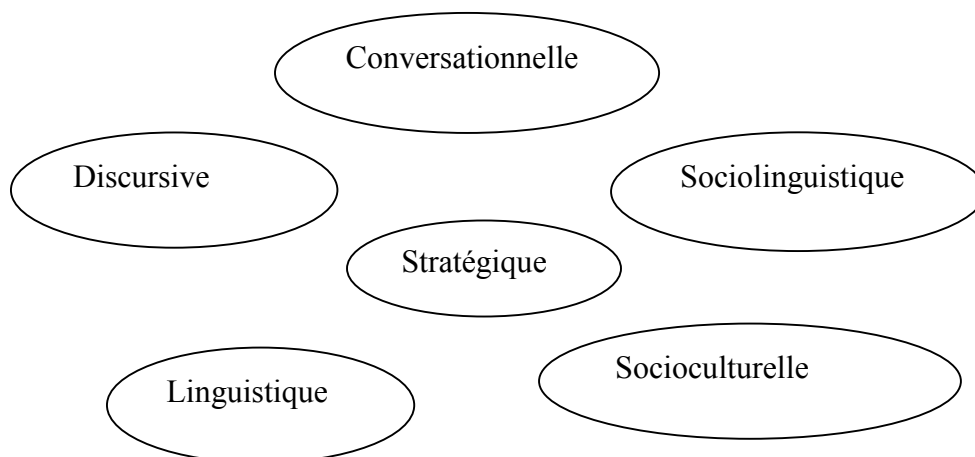 Conversationnelle
Discursive
Sociolinguistique
Stratégique
Socioculturelle
Linguistique